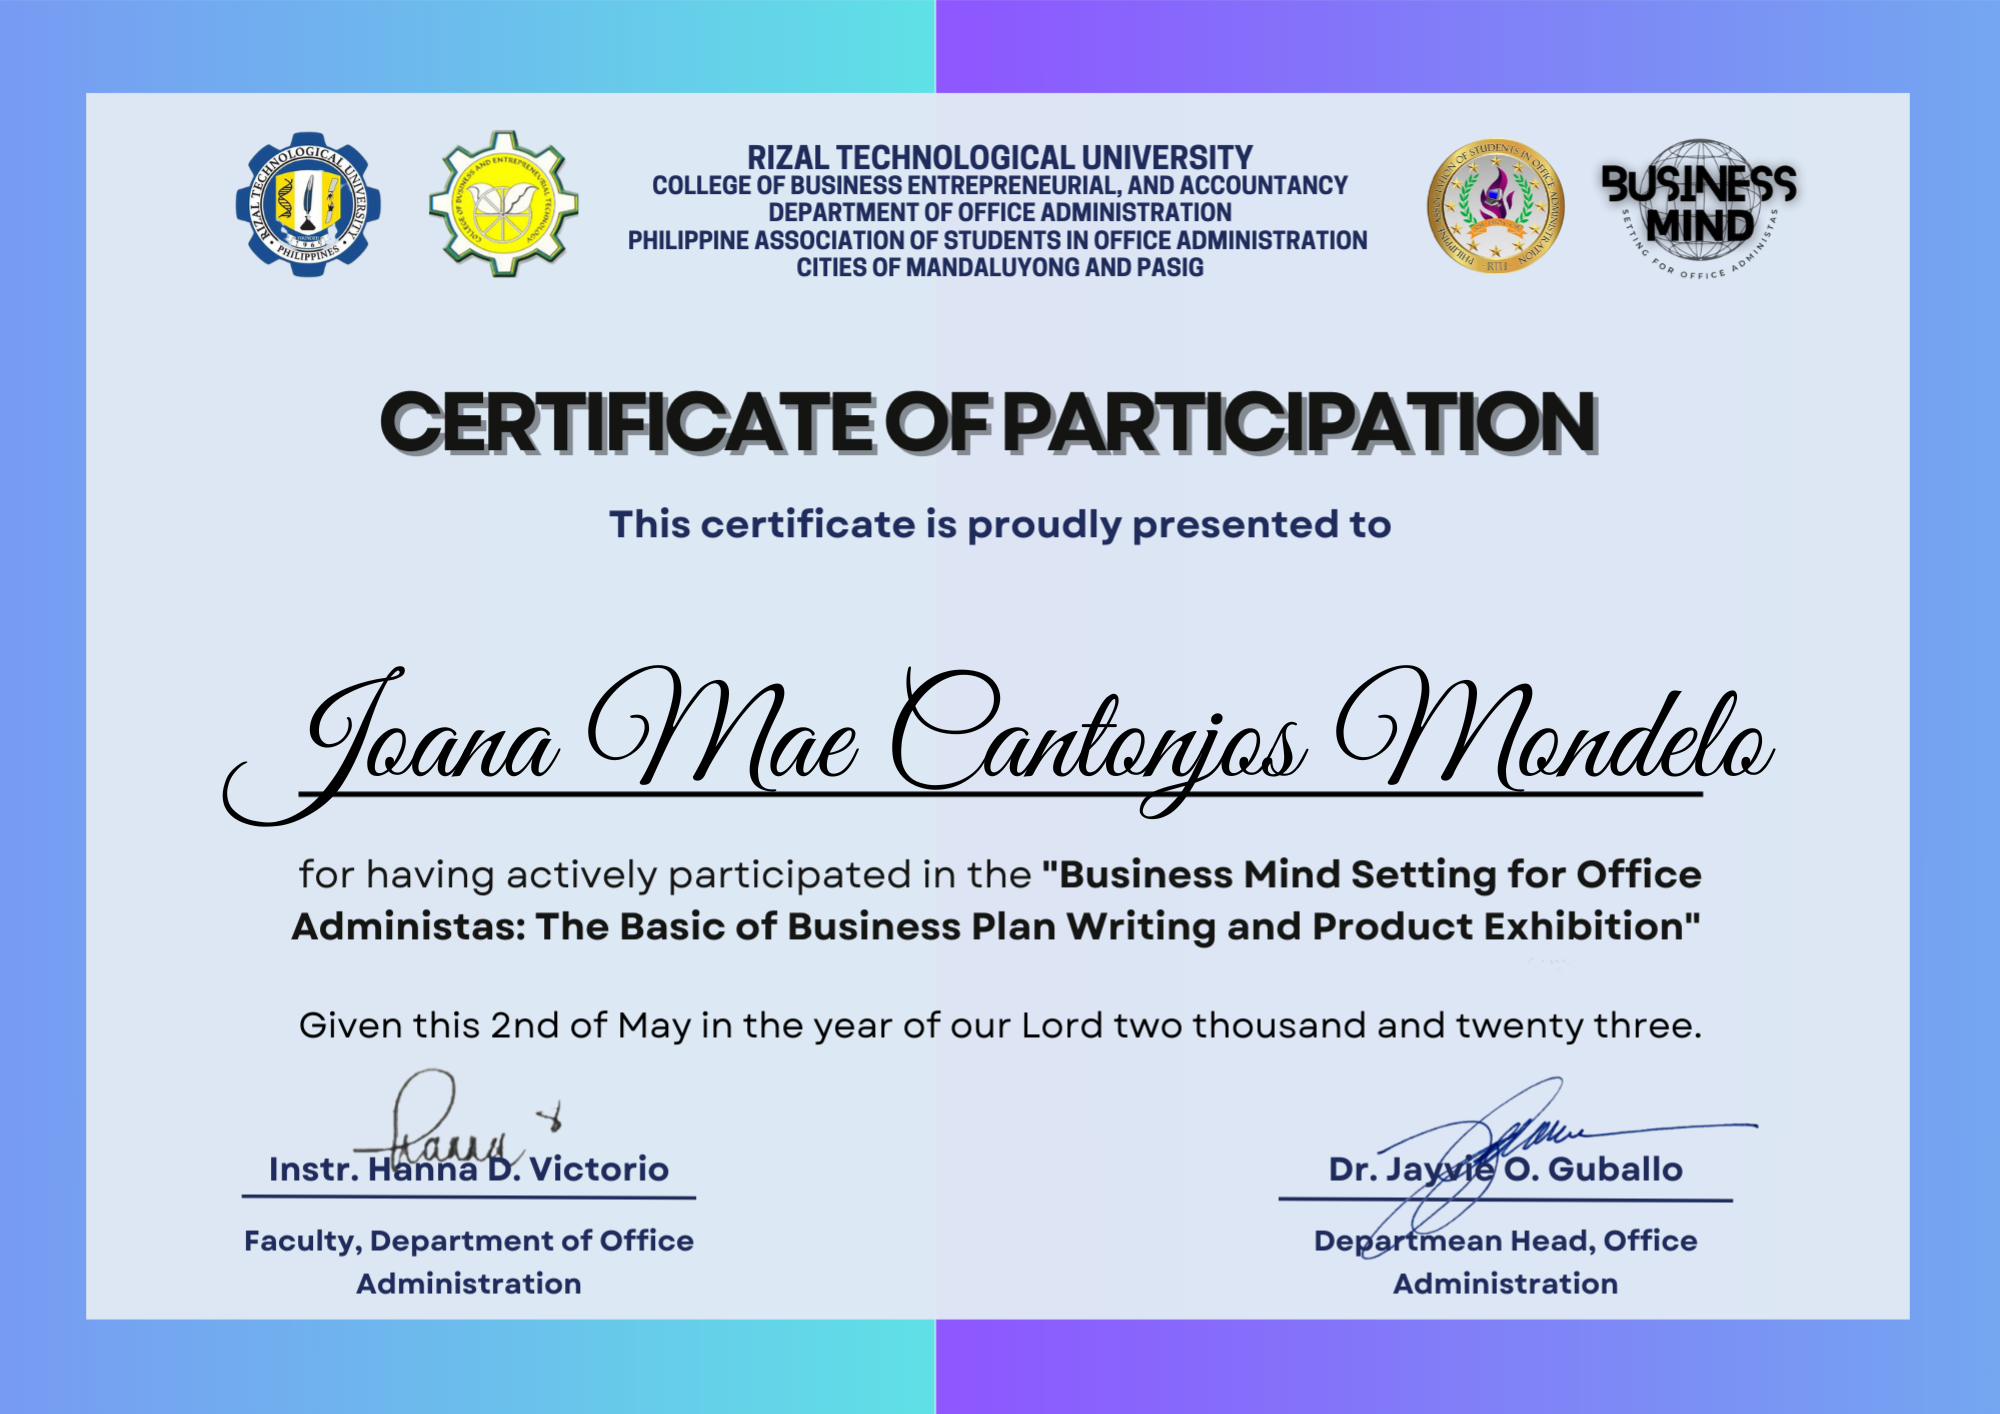 RIZAL TECHNOLOGICAL UNIVERSITY
COLLEGE OF BUSINESS ENTREPRENEURIAL, AND ACCOUNTANCY
DEPARTMENT OF OFFICE ADMINISTRATION
PHILIPPINE ASSOCIATION OF STUDENTS IN OFFICE ADMINISTRATION
CITIES OF MANDALUYONG AND PASIG
RIZAL TECHNOLOGICAL UNIVERSITY
PHILIPPINES
COLLEGE OF BUSINESS AND ENTREPRENEURIAL TECHNOLOGY
PHILIPPINE ASSOCIATION OF STUDENTS IN OFFICE ADMINISTRATION
RTU
BUSINESS
MIND
SETTING FOR OFFICE ADMINISTAS
CERTIFICATE OF PARTICIPATION
This certificate is proudly presented to
Joana Mae Cantonjos Mondelo
for having actively participated in the "Business Mind Setting for Office
Administas: The Basic of Business Plan Writing and Product Exhibition"
Given this 2nd of May in the year of our Lord two thousand and twenty three.
Hanna
Instr. Hanna D. Victorio
Faculty, Department of Office
Administration
Dr. Jayvie O. Guballo
Departmean Head, Office
Administration